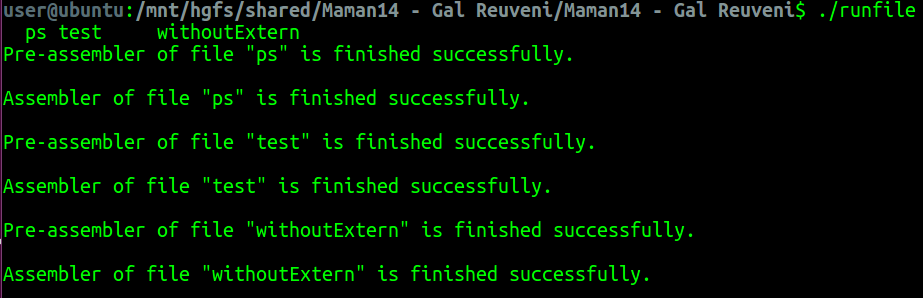 user@ubuntu:/mnt/hgfs/shared/Maman14 - Gal Reuveni/Maman14 - Gal Reuveni$ ./runfile
  ps test     withoutExtern
Pre-assembler of file "ps" is finished successfully.
Assembler of file "ps" is finished successfully.
Pre-assembler of file "test" is finished successfully.
Assembler of file "test" is finished successfully.
Pre-assembler of file "withoutExtern" is finished successfully.
Assembler of file "withoutExtern" is finished successfully.